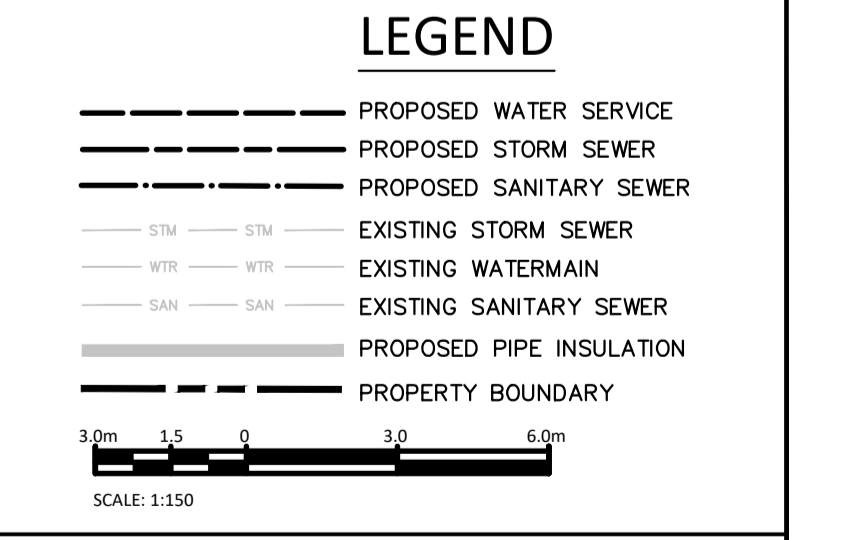 LEGEND
PROPOSED WATER SERVICE
PROPOSED STORM SEWER
PROPOSED SANITARY SEWER
STM STM EXISTING STORM SEWER
WTR WTR EXISTING WATERMAIN
SAN SAN EXISTING SANITARY SEWER
PROPOSED PIPE INSULATION
PROPERTY BOUNDARY
3.0m 1.5 0 3.0 6.0m
SCALE: 1:150